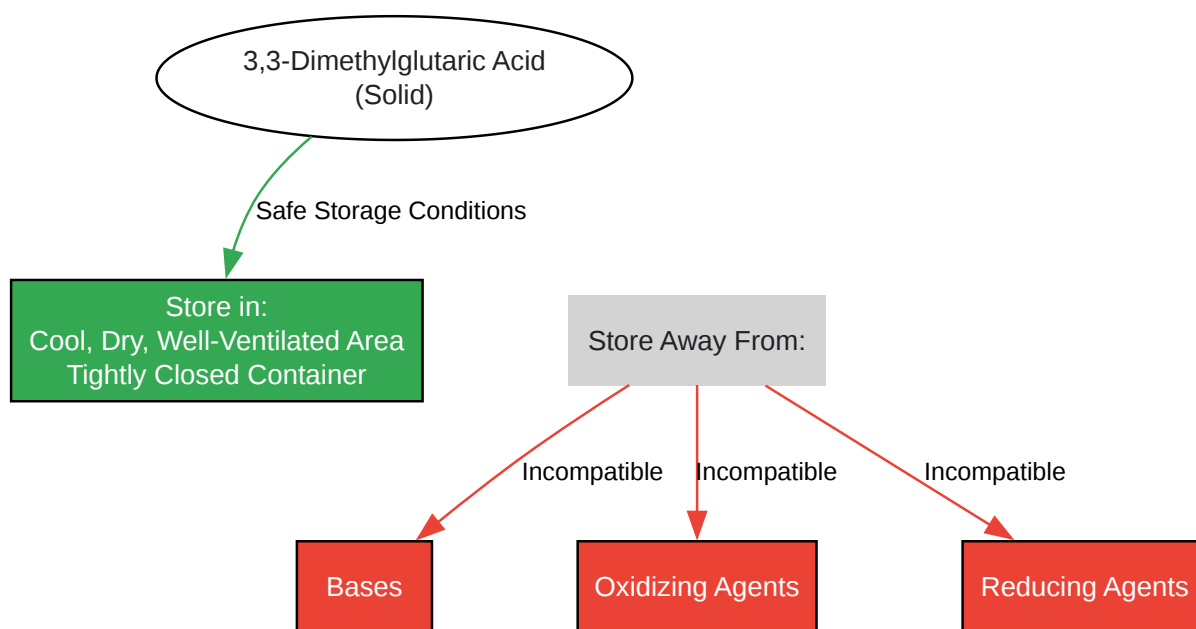 3,3-Dimethylglutaric Acid
(Solid)
Safe Storage Conditions
Store in:
Cool, Dry, Well-Ventilated Area
Tightly Closed Container
Store Away From:
Incompatible
Incompatible
Incompatible
Bases
Oxidizing Agents
Reducing Agents